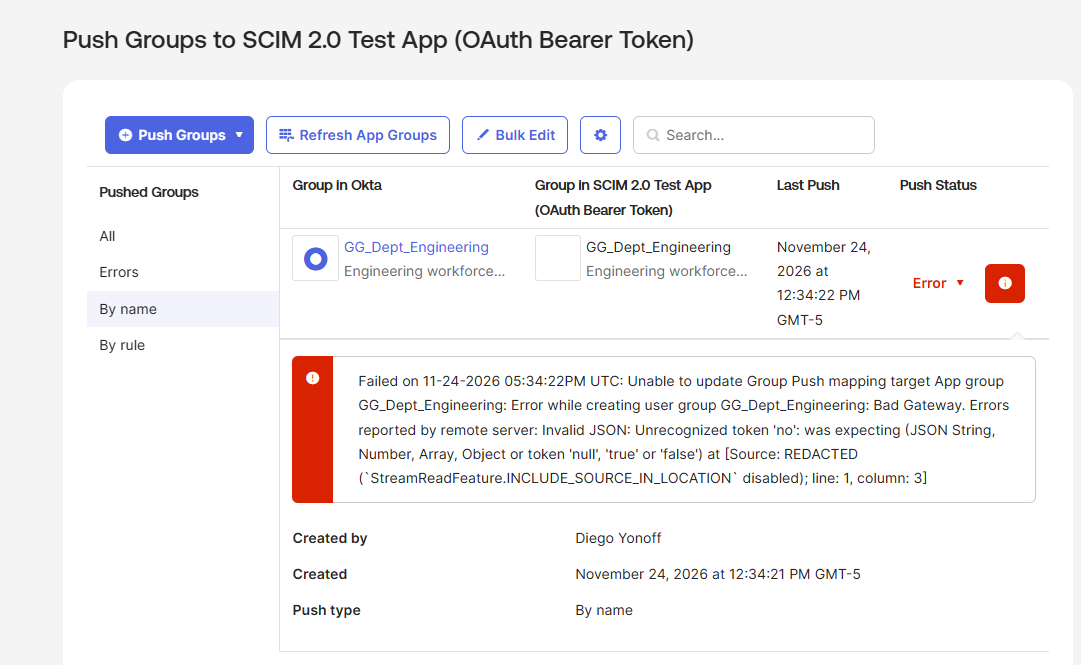 Push Groups to SCIM 2.0 Test App (OAuth Bearer Token)
Push Groups
Refresh App Groups
Bulk Edit
Search...
Pushed Groups
All
Errors
By name
By rule
Group in Okta
Group in SCIM 2.0 Test App
(OAuth Bearer Token)
Last Push
Push Status
GG_Dept_Engineering
Engineering workforce...
GG_Dept_Engineering
Engineering workforce...
November 24,
2026 at
12:34:22 PM
GMT-5
Error
Failed on 11-24-2026 05:34:22PM UTC: Unable to update Group Push mapping target App group
GG_Dept_Engineering: Error while creating user group GG_Dept_Engineering: Bad Gateway. Errors
reported by remote server: Invalid JSON: Unrecognized token 'no': was expecting (JSON String,
Number, Array, Object or token 'null', 'true' or 'false') at [Source: REDACTED
(`StreamReadFeature.INCLUDE_SOURCE_IN_LOCATION` disabled); line: 1, column: 3]
Created by
Diego Yonoff
Created
November 24, 2026 at 12:34:21 PM GMT-5
Push type
By name